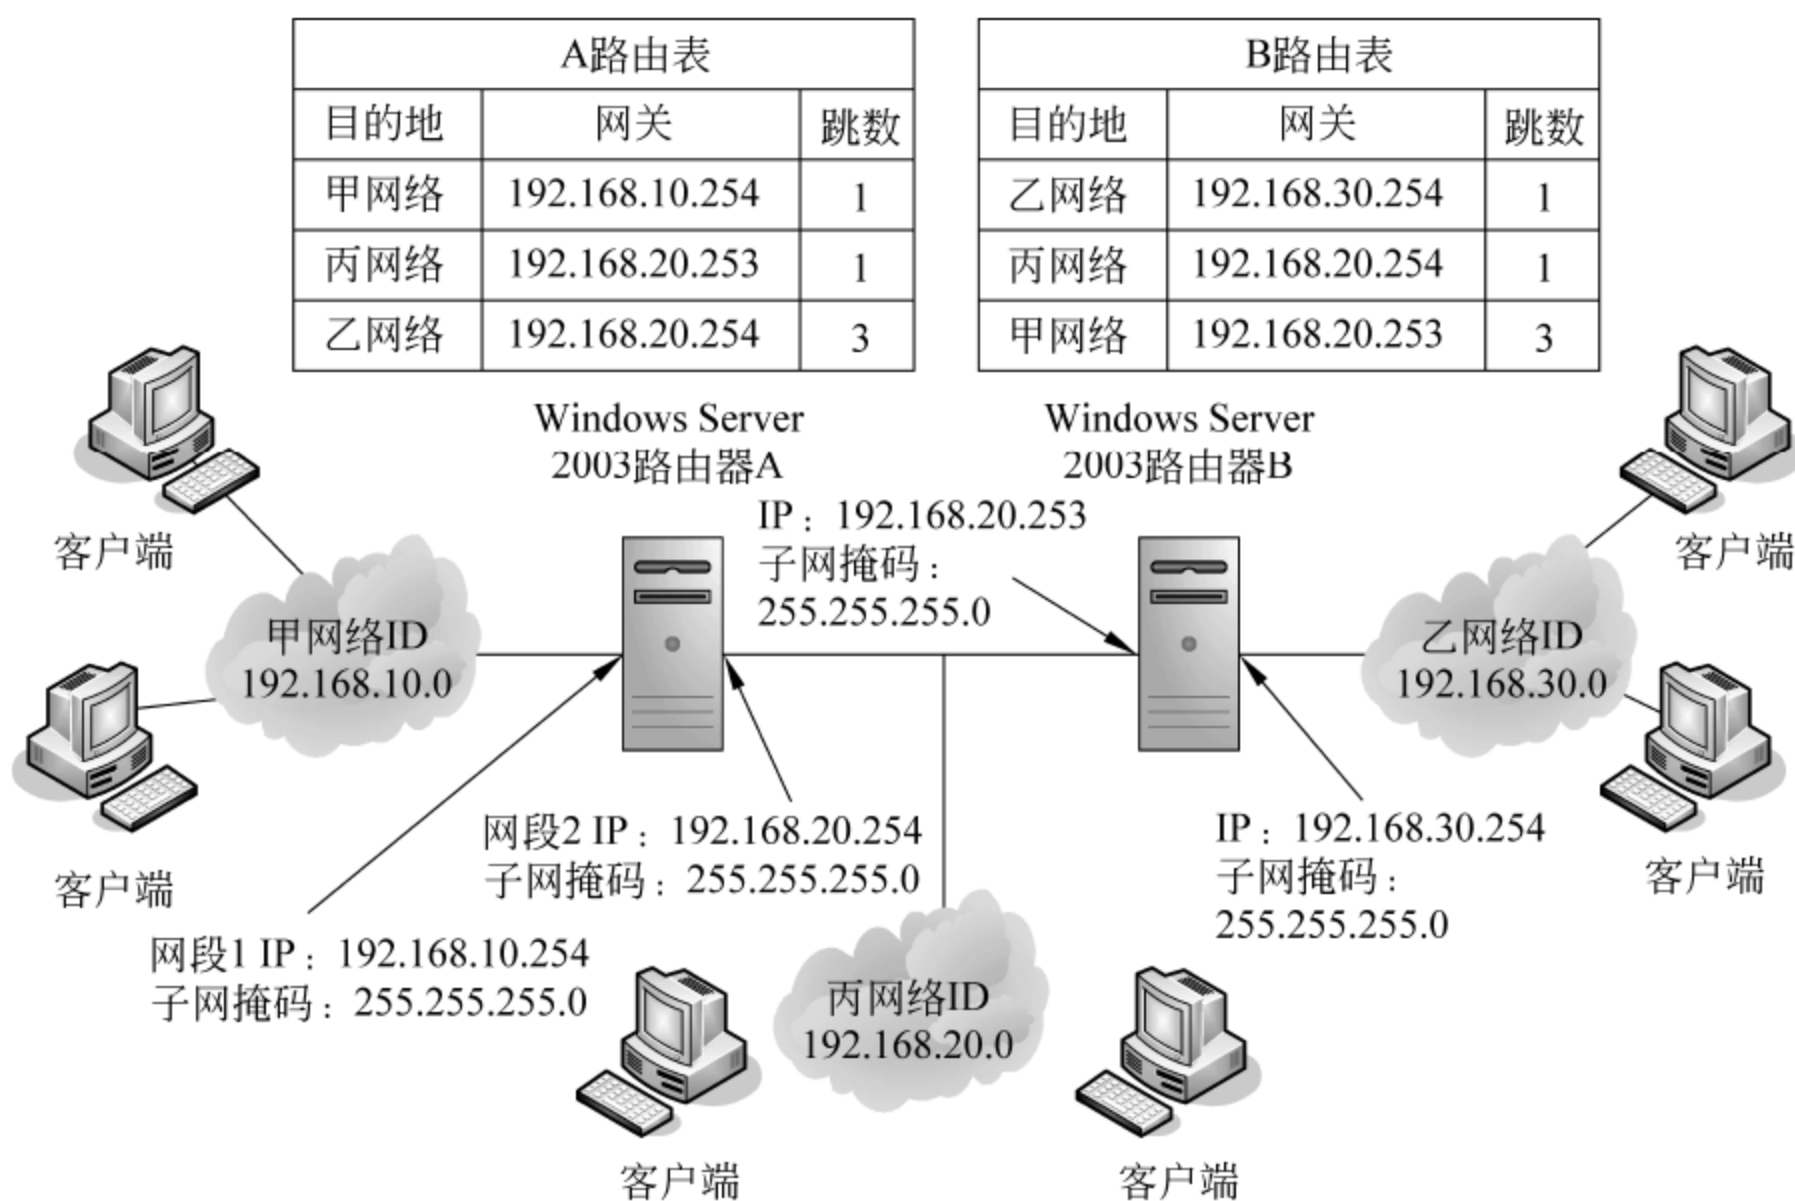 A路由表
目的地 网关 跳数
甲网络 192.168.10.254 1
丙网络 192.168.20.253 1
乙网络 192.168.20.254 3
B路由表
目的地 网关 跳数
乙网络 192.168.30.254 1
丙网络 192.168.20.254 1
甲网络 192.168.20.253 3
Windows Server
2003路由器A
Windows Server
2003路由器B
IP：192.168.20.253
子网掩码：
255.255.255.0
客户端
客户端
甲网络ID
192.168.10.0
乙网络ID
192.168.30.0
网段2 IP：192.168.20.254
子网掩码：255.255.255.0
IP：192.168.30.254
子网掩码：
255.255.255.0
客户端
客户端
网段1 IP：192.168.10.254
子网掩码：255.255.255.0
丙网络ID
192.168.20.0
客户端
客户端